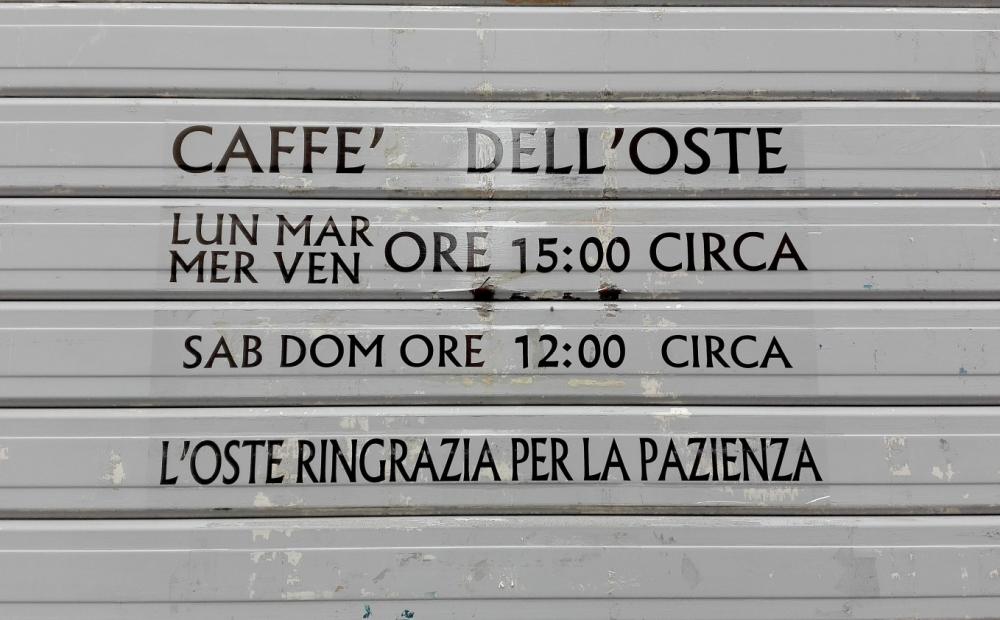 CAFFE' DELL'OSTE
LUN MAR
MER VEN ORE 15:00 CIRCA
SAB DOM ORE 12:00 CIRCA
L'OSTE RINGRAZIA PER LA PAZIENZA